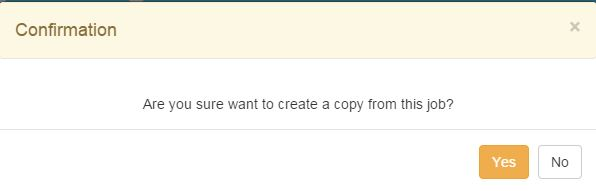 Confirmation ×
Are you sure want to create a copy from this job?
Yes No